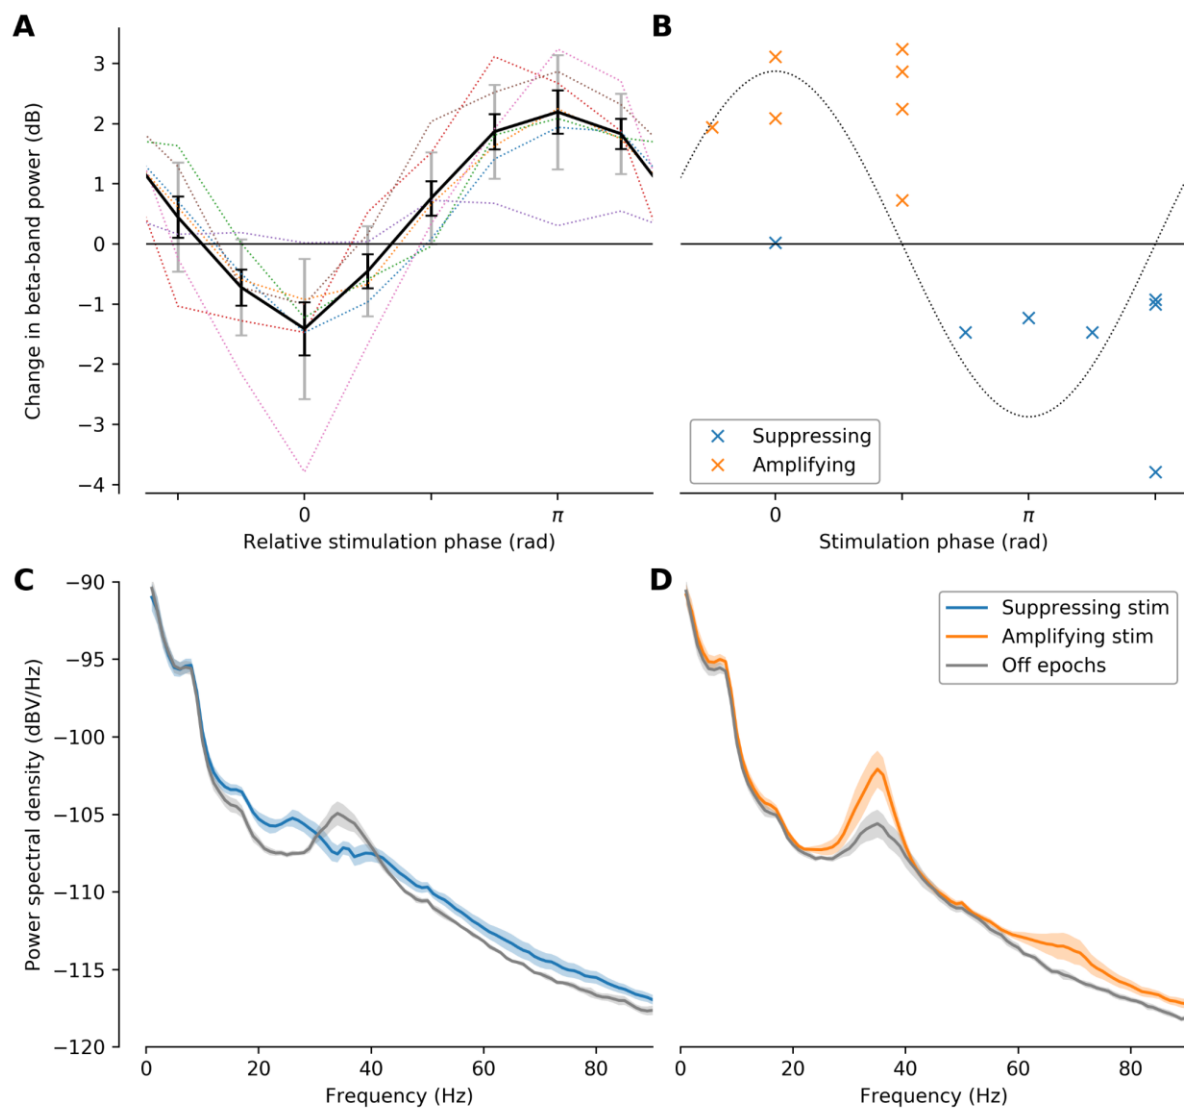 A
B
Change in beta-band power (dB)
3
2
1
0
−1
−2
−3
−4
0
π
Relative stimulation phase (rad)
Suppressing
Amplifying
0
π
Stimulation phase (rad)
C
D
Power spectral density (dBV/Hz)
−90
−95
−100
−105
−110
−115
−120
0 20 40 60 80
Frequency (Hz)
Suppressing stim
Amplifying stim
Off epochs
0 20 40 60 80
Frequency (Hz)